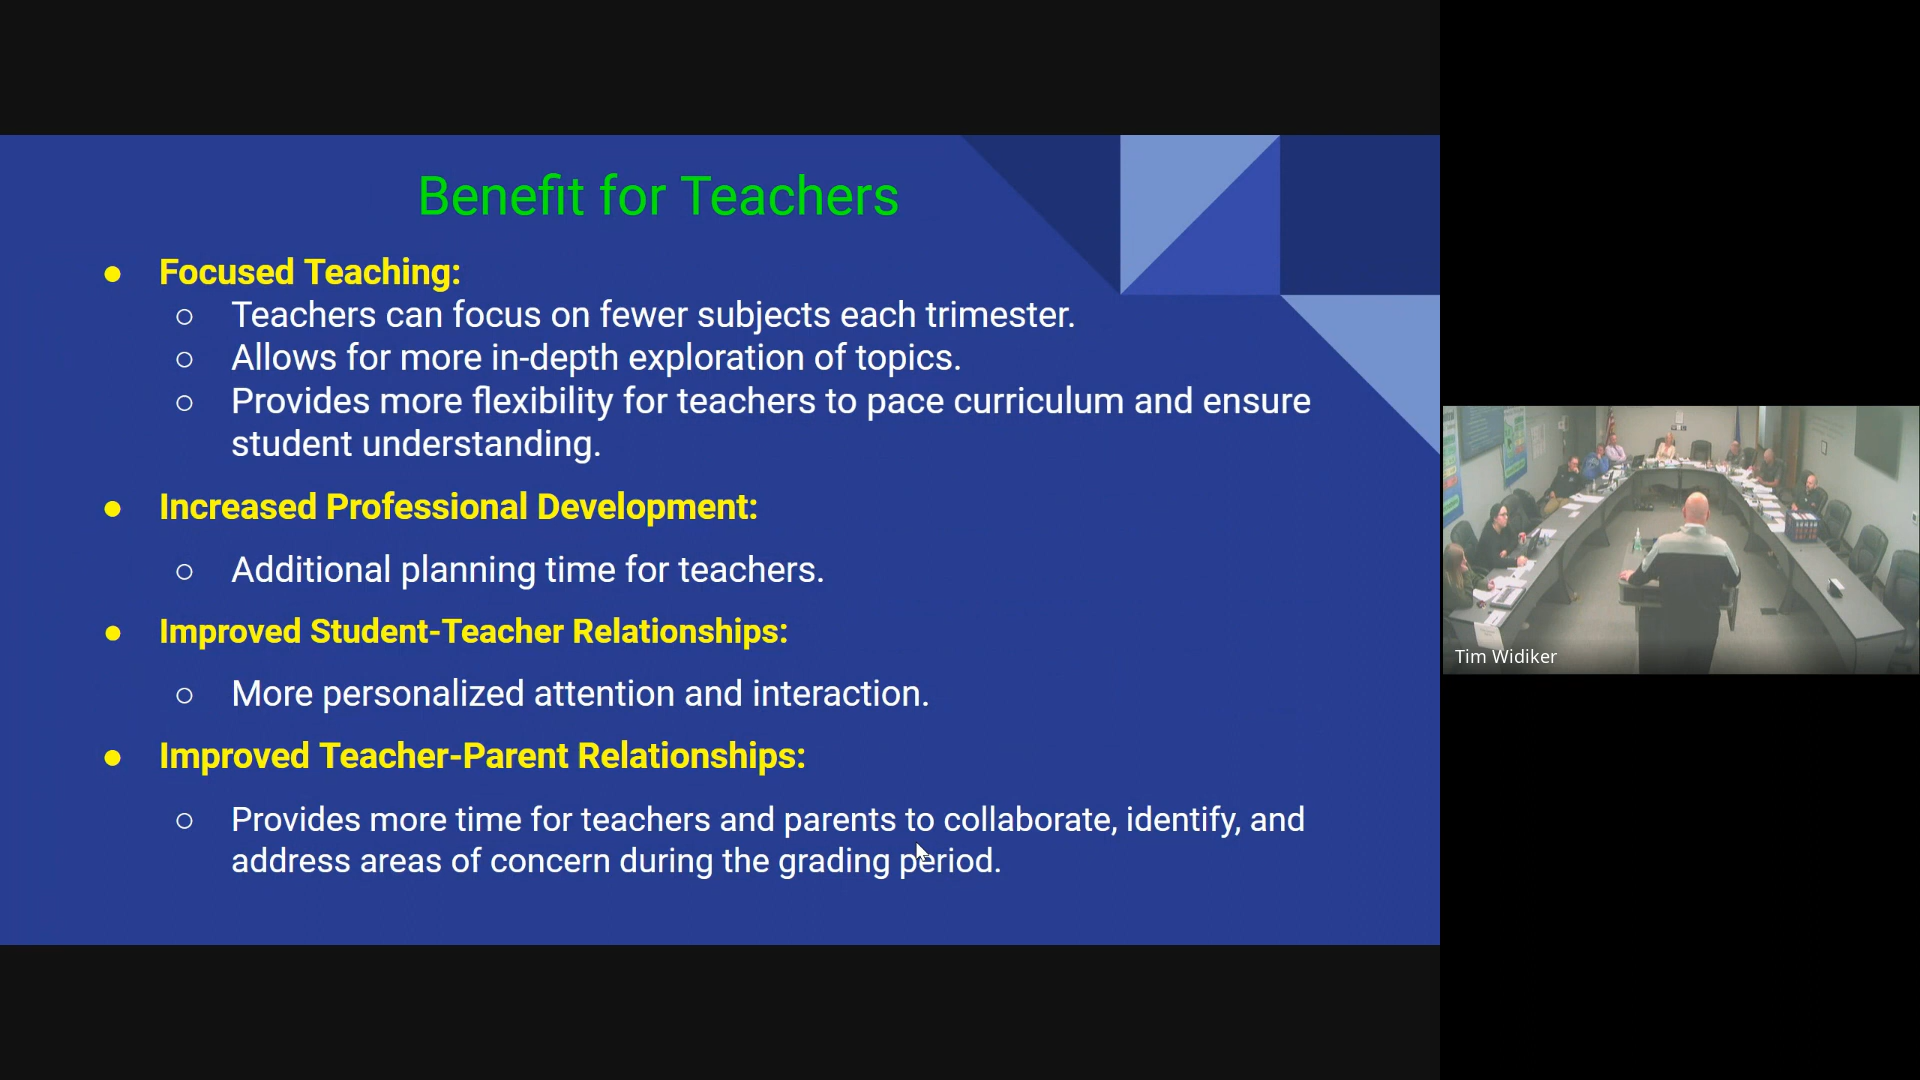 Benefit for Teachers
● Focused Teaching:
○ Teachers can focus on fewer subjects each trimester.
○ Allows for more in-depth exploration of topics.
○ Provides more flexibility for teachers to pace curriculum and ensure
student understanding.
● Increased Professional Development:
○ Additional planning time for teachers.
● Improved Student-Teacher Relationships:
○ More personalized attention and interaction.
● Improved Teacher-Parent Relationships:
○ Provides more time for teachers and parents to collaborate, identify, and
address areas of concern during the grading period.
Tim Widiker